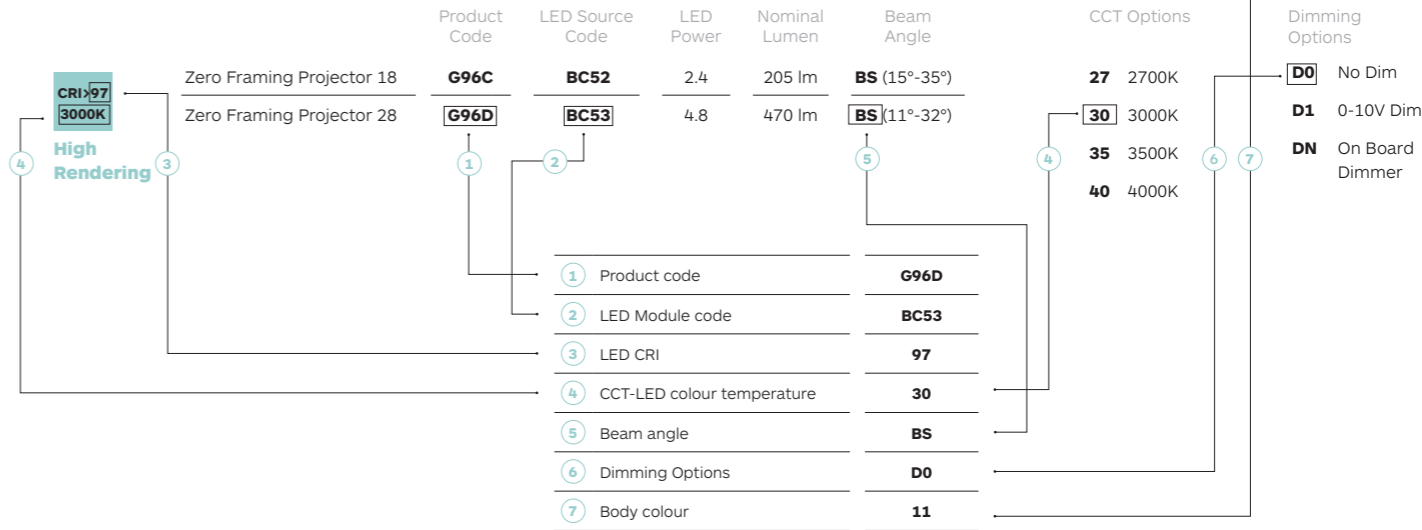 Product Code LED Source Code LED Power Nominal Lumen Beam Angle CCT Options Dimming Options
CRI>97
3000K
High
Rendering
Zero Framing Projector 18 G96C BC52 2.4 205 lm BS (15°-35°)
Zero Framing Projector 28 G96D BC53 4.8 470 lm BS (11°-32°)
27 2700K
30 3000K
35 3500K
40 4000K
D0 No Dim
D1 0-10V Dim
DN On Board
Dimmer
4 3 1 2 5 4 6 7
1 Product code G96D
2 LED Module code BC53
3 LED CRI 97
4 CCT-LED colour temperature 30
5 Beam angle BS
6 Dimming Options D0
7 Body colour 11